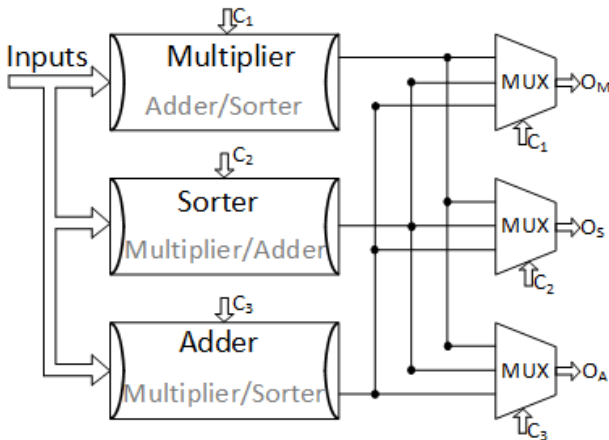 C1
Inputs
Multiplier
Adder/Sorter
MUX
OM
C1
C2
Sorter
Multiplier/Adder
MUX
OS
C2
C3
Adder
Multiplier/Sorter
MUX
OA
C3